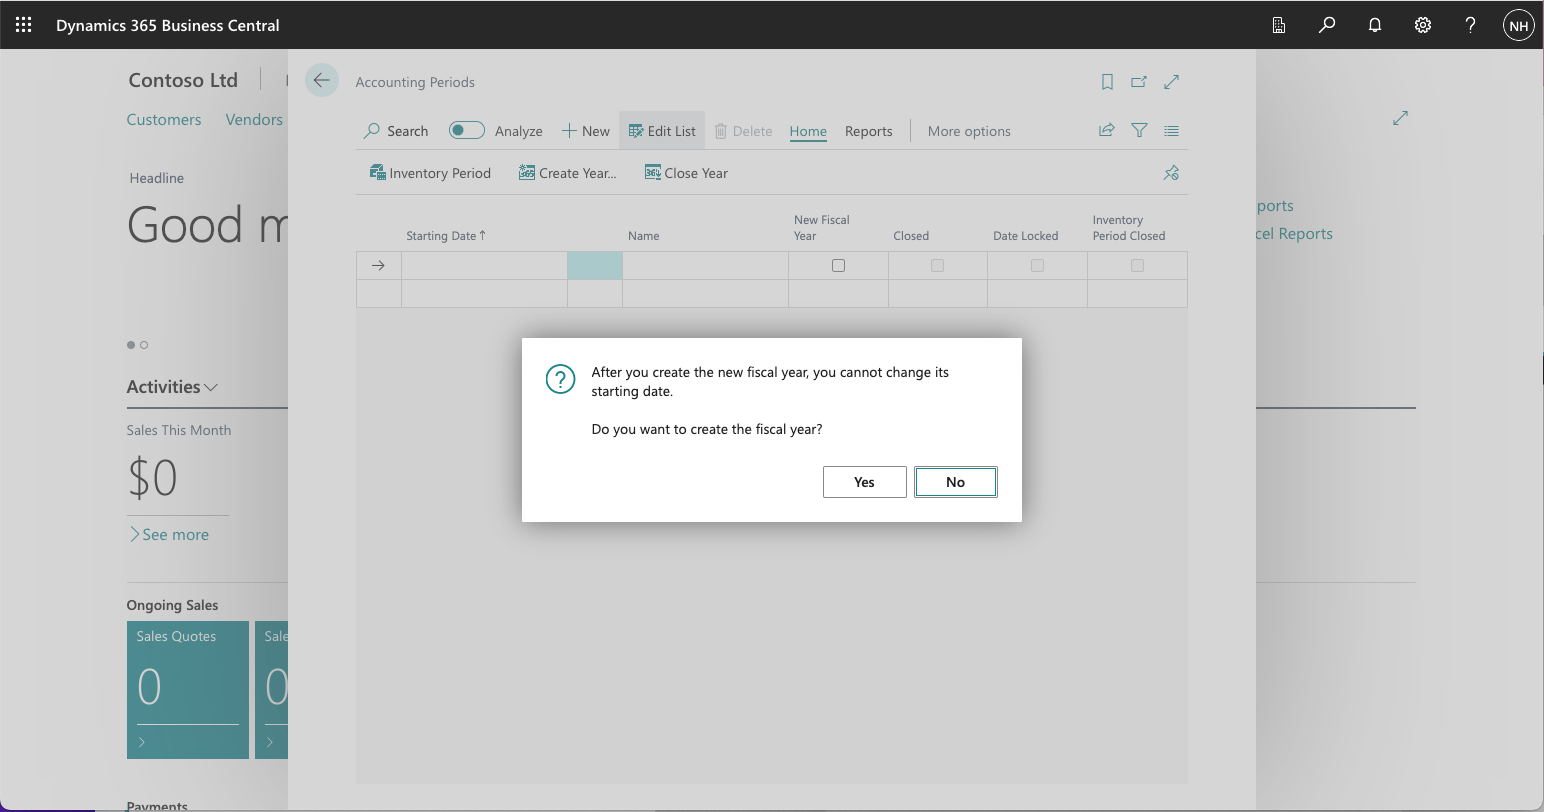 Dynamics 365 Business Central
NH
Contoso Ltd
Accounting Periods
Customers Vendors
Search Analyze New Edit List Delete Home Reports More options
Inventory Period Create Year... Close Year
Headline
Good m
ports
cel Reports
Starting Date ↑ Name New Fiscal
Year Closed Date Locked Inventory
Period Closed
After you create the new fiscal year, you cannot change its
starting date.
Do you want to create the fiscal year?
Yes No
Activities
Sales This Month
$0
See more
Ongoing Sales
Sales Quotes
0
Sale
0
Payments